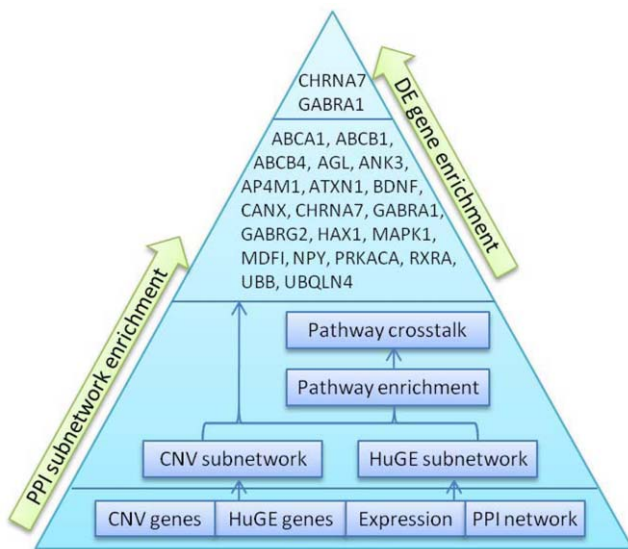 CHRNA7
GABRA1
ABCA1, ABCB1,
ABCB4, AGL, ANK3,
AP4M1, ATXN1, BDNF,
CANX, CHRNA7, GABRA1,
GABRG2, HAX1, MAPK1,
MDFI, NPY, PRKACA, RXRA,
UBB, UBQLN4
DE gene enrichment
PPI subnetwork enrichment
Pathway crosstalk
Pathway enrichment
CNV subnetwork
HuGE subnetwork
CNV genes
HuGE genes
Expression
PPI network